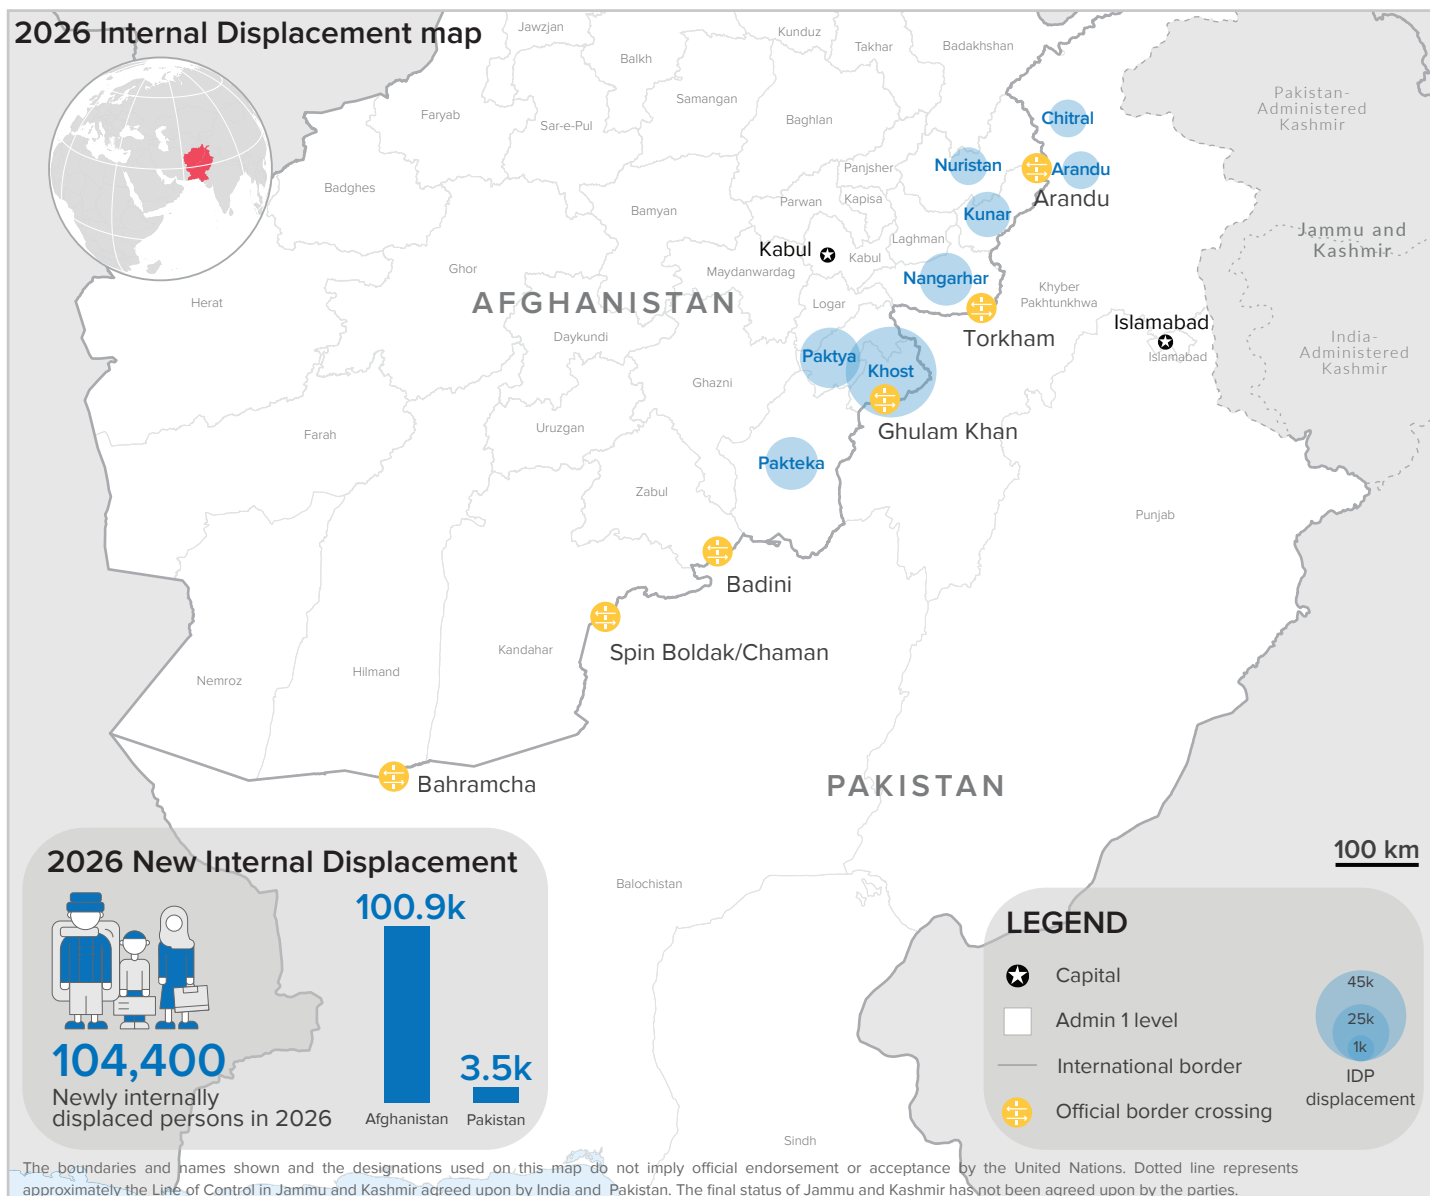 2026 Internal Displacement map
Jawzjan
Kunduz
Takhar
Badakhshan
Balkh
Samangan
Faryab
Sar-e-Pul
Baghlan
Pakistan-
Administered
Kashmir
Chitral
Panjsher
Nuristan
Arandu
Arandu
Badghes
Bamyan
Parwan
Kapisa
Kunar
Laghman
Jammu and
Kashmir
Kabul
Kabul
Ghor
Maydanwardag
Nangarhar
Herat
AFGHANISTAN
Logar
Khyber
Pakhtunkhwa
Islamabad
Islamabad
India-
Administered
Kashmir
Daykundi
Torkham
Paktya
Khost
Ghazni
Ghulam Khan
Farah
Uruzgan
Pakteka
Zabul
Punjab
Badini
Spin Boldak/Chaman
Kandahar
Hilmand
Nemroz
Bahramcha
PAKISTAN
Balochistan
Sindh
100 km
2026 New Internal Displacement
104,400
Newly internally
displaced persons in 2026
100.9k
Afghanistan
3.5k
Pakistan
LEGEND
Capital
Admin 1 level
International border
Official border crossing
45k
25k
1k
IDP
displacement
The boundaries and names shown and the designations used on this map do not imply official endorsement or acceptance by the United Nations. Dotted line represents
approximately the Line of Control in Jammu and Kashmir agreed upon by India and Pakistan. The final status of Jammu and Kashmir has not been agreed upon by the parties.